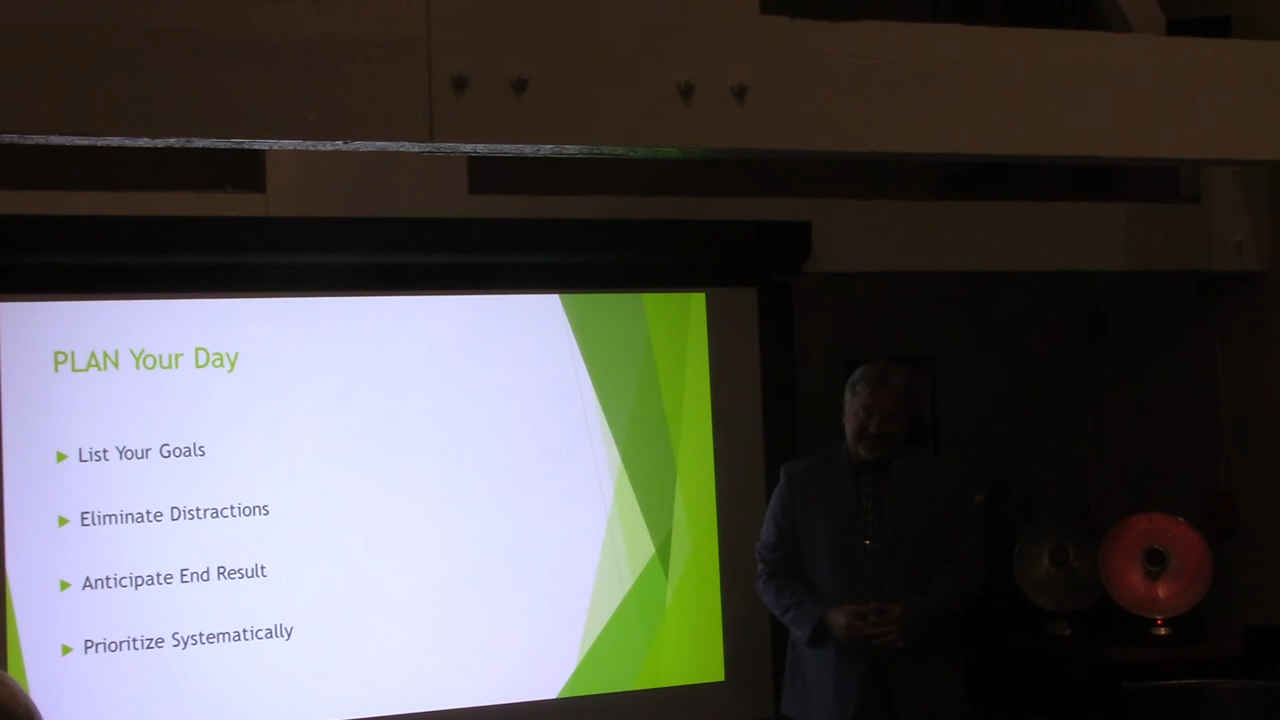 PLAN Your Day
List Your Goals
Eliminate Distractions
Anticipate End Result
Prioritize Systematically